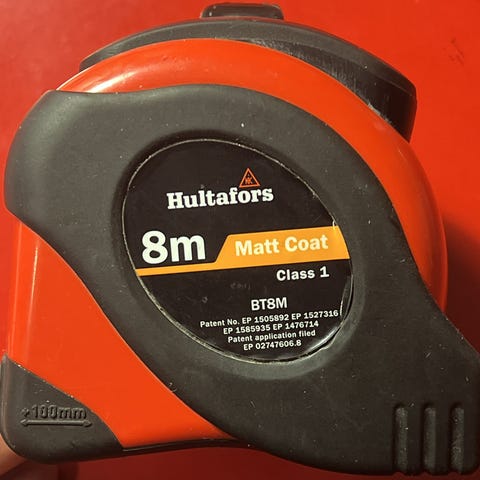 Hultafors
8m
Matt Coat
Class 1
BT8M
Patent No. EP 1505892 EP 1527316
EP 1585935 EP 1476714
Patent application filed
EP 02747606.8
+100mm